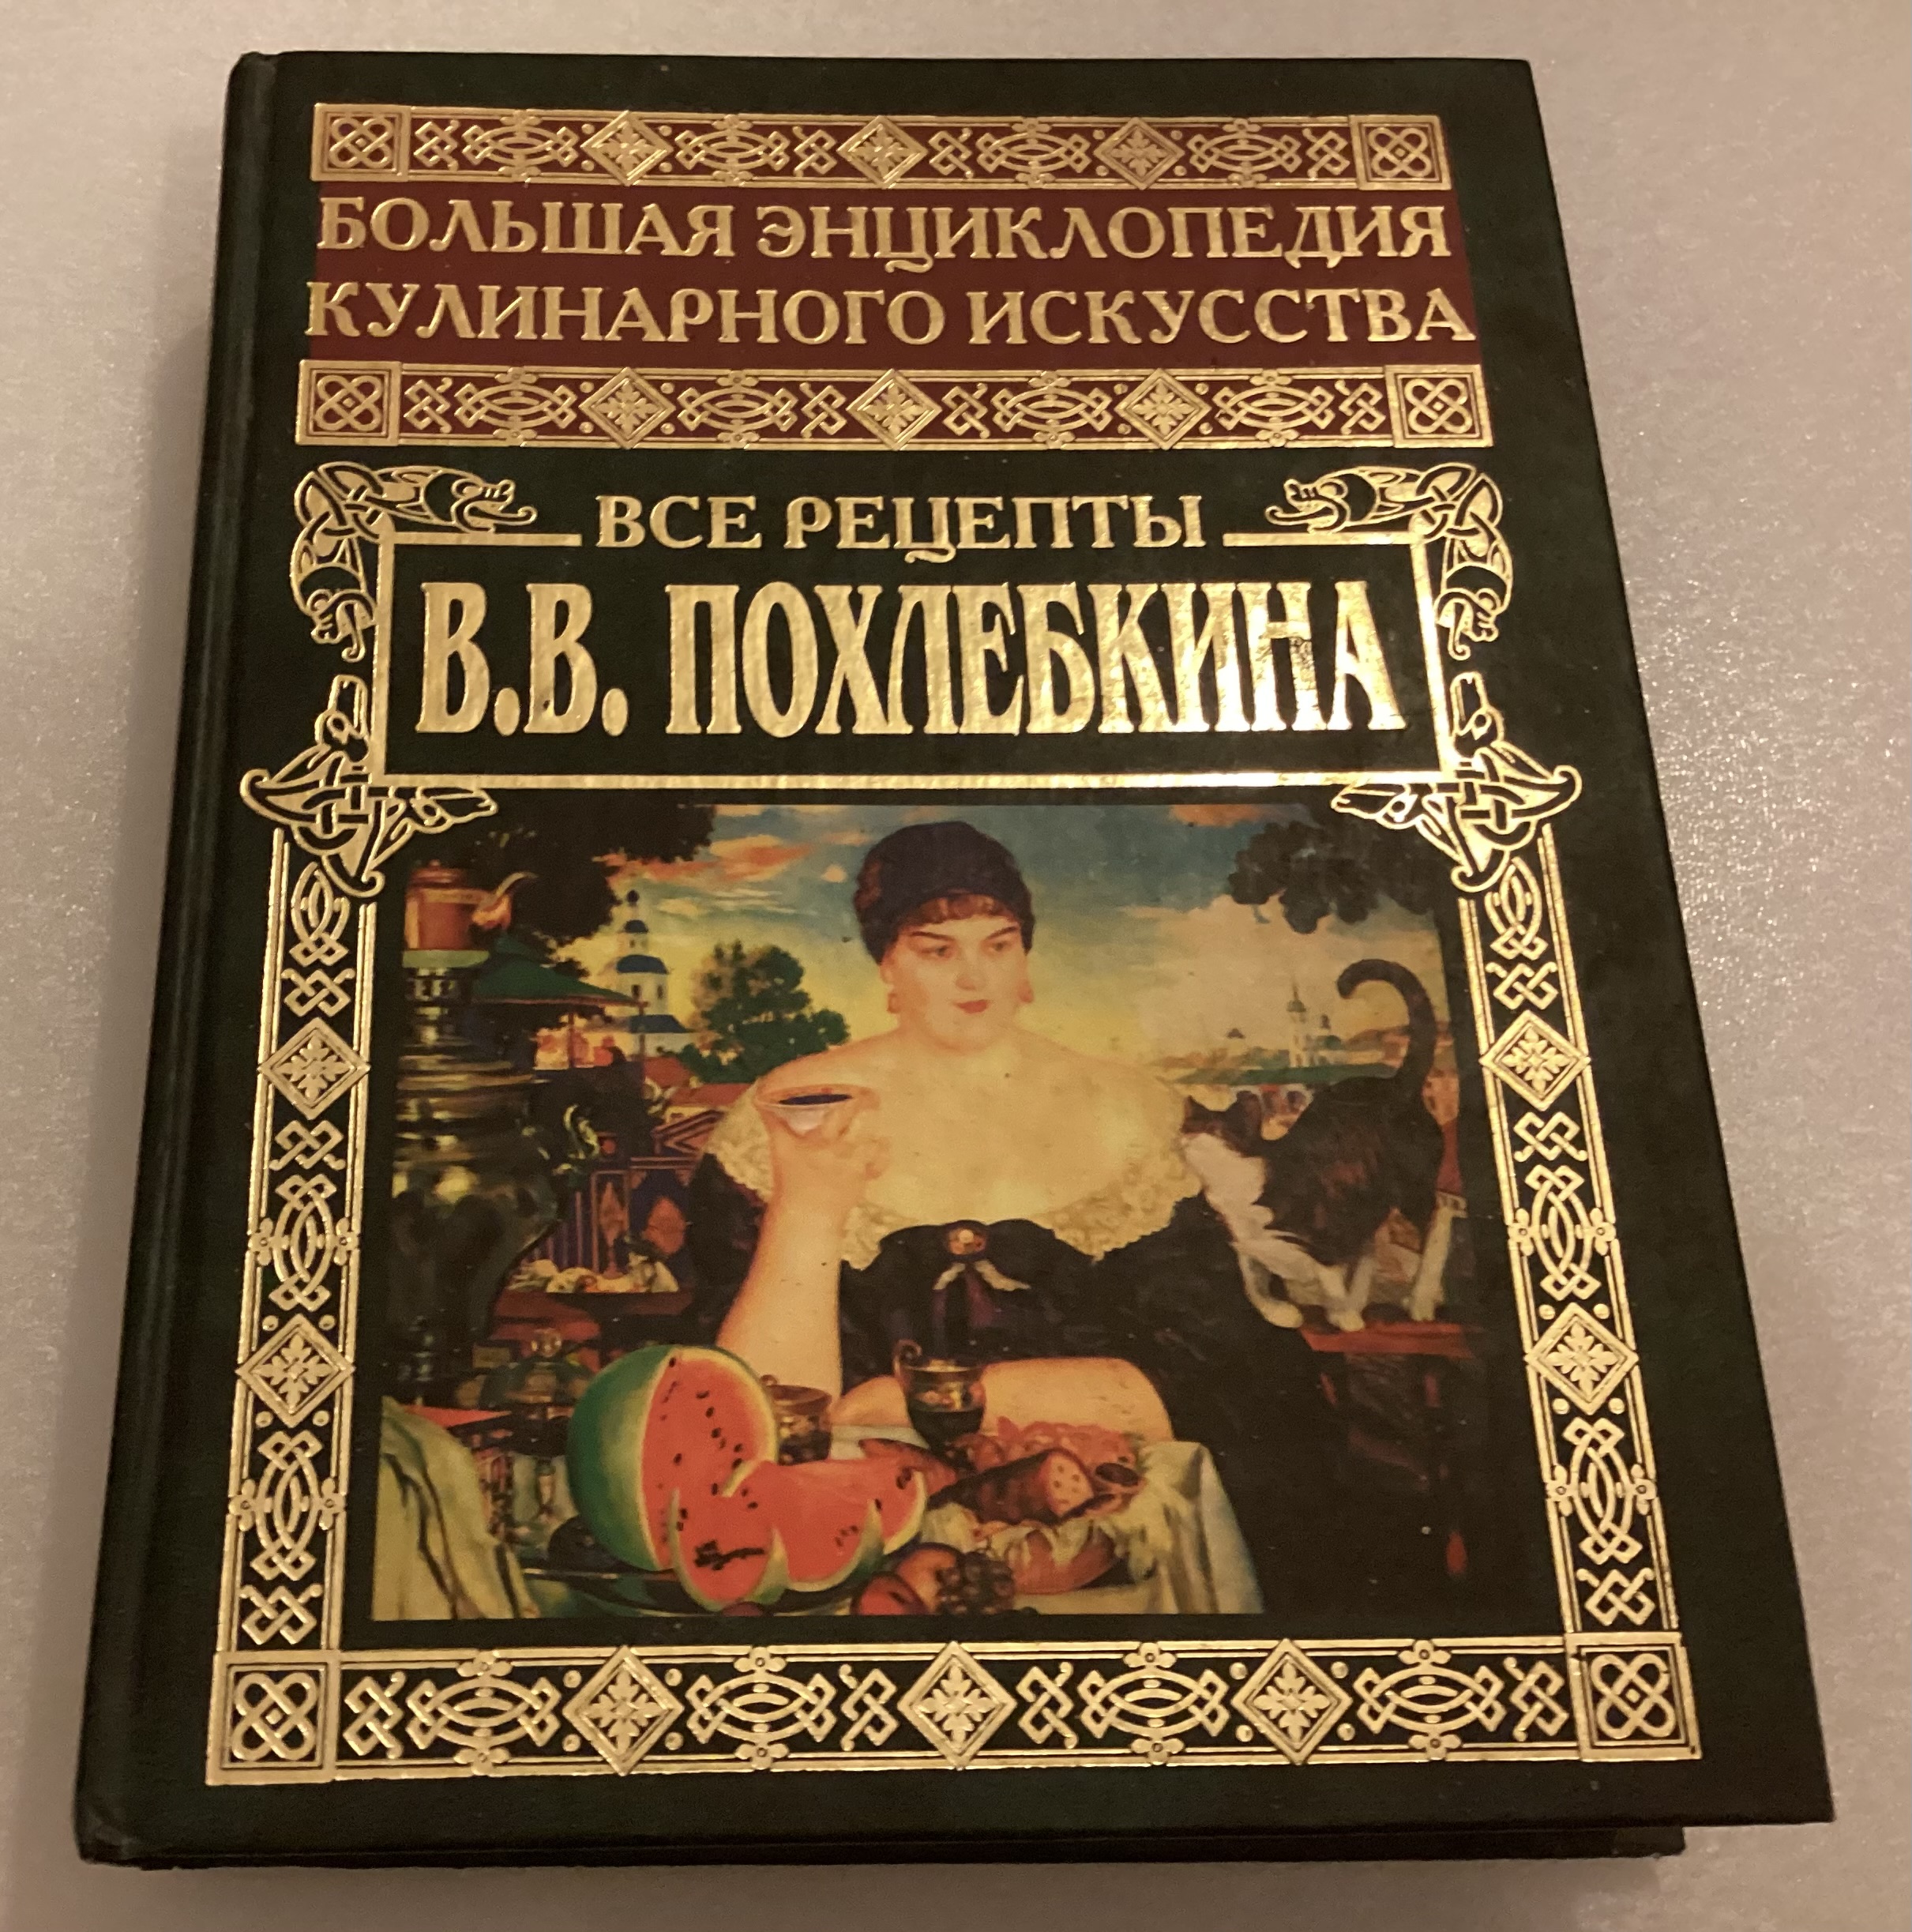 БОЛЬШАЯ ЭНЦИКЛОПЕДИЯ
КУЛИНАРНОГО ИСКУССТВА
ВСЕ РЕЦЕПТЫ
В.В. ПОХЛЕБКИНА